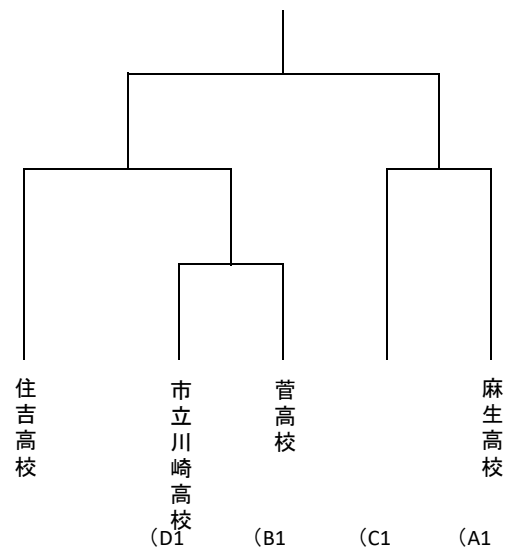 住吉高校
市立川崎高校
菅高校
麻生高校
（D1
（B1
（C1
（A1